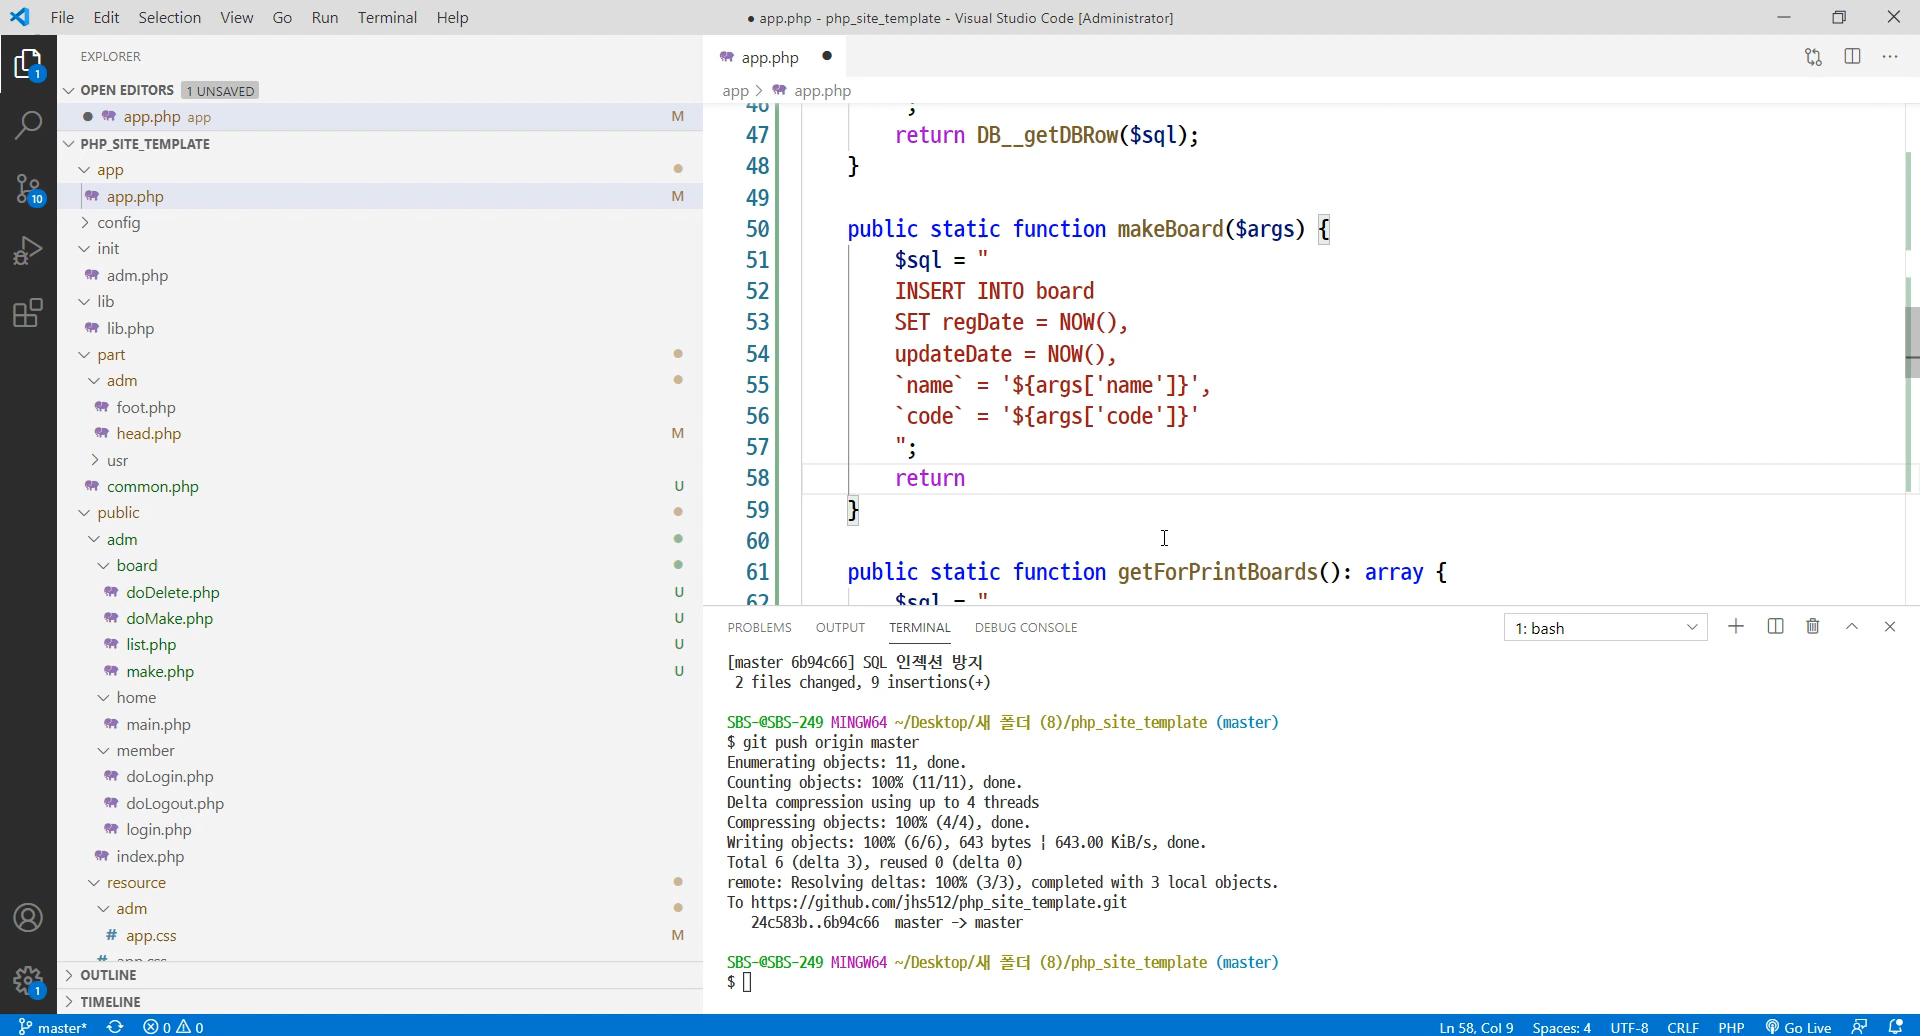 File Edit Selection View Go Run Terminal Help
● app.php - php_site_template - Visual Studio Code [Administrator]
EXPLORER
OPEN EDITORS 1 UNSAVED
app.php app M
PHP_SITE_TEMPLATE
app
app.php M
config
init
adm.php
lib
lib.php
part
adm
foot.php
head.php M
usr
common.php U
public
adm
board
doDelete.php U
doMake.php U
list.php U
make.php U
home
main.php
member
doLogin.php
doLogout.php
login.php
index.php
resource
adm
# app.css M
# app.css
OUTLINE
TIMELINE
1
10
1
app.php ●
app > app.php
46 ;
47 return DB__getDBRow($sql);
48 }
49
50 public static function makeBoard($args) {
51 $sql = "
52 INSERT INTO board
53 SET regDate = NOW(),
54 updateDate = NOW(),
55 `name` = '${args['name']}',
56 `code` = '${args['code']}'
57 ";
58 return
59 }
60
61 public static function getForPrintBoards(): array {
62 $sql = "
PROBLEMS OUTPUT TERMINAL DEBUG CONSOLE 1: bash
[master 6b94c66] SQL 인젝션 방지
2 files changed, 9 insertions(+)
SBS-@SBS-249 MINGW64 ~/Desktop/새 폴더 (8)/php_site_template (master)
$ git push origin master
Enumerating objects: 11, done.
Counting objects: 100% (11/11), done.
Delta compression using up to 4 threads
Compressing objects: 100% (4/4), done.
Writing objects: 100% (6/6), 643 bytes ¦ 643.00 KiB/s, done.
Total 6 (delta 3), reused 0 (delta 0)
remote: Resolving deltas: 100% (3/3), completed with 3 local objects.
To https://github.com/jhs512/php_site_template.git
24c583b..6b94c66 master -> master
SBS-@SBS-249 MINGW64 ~/Desktop/새 폴더 (8)/php_site_template (master)
$
master* 0 0 Ln 58, Col 9 Spaces: 4 UTF-8 CRLF PHP Go Live